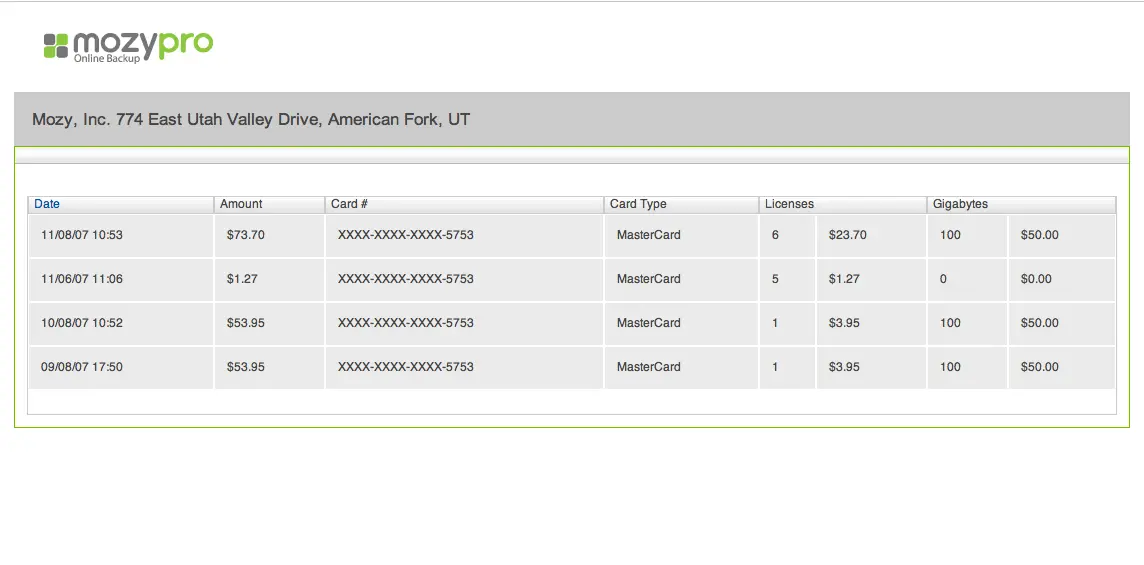 mozypro
Online Backup
Mozy, Inc. 774 East Utah Valley Drive, American Fork, UT
Date Amount Card # Card Type Licenses Gigabytes
11/08/07 10:53 $73.70 XXXX-XXXX-XXXX-5753 MasterCard 6 $23.70 100 $50.00
11/06/07 11:06 $1.27 XXXX-XXXX-XXXX-5753 MasterCard 5 $1.27 0 $0.00
10/08/07 10:52 $53.95 XXXX-XXXX-XXXX-5753 MasterCard 1 $3.95 100 $50.00
09/08/07 17:50 $53.95 XXXX-XXXX-XXXX-5753 MasterCard 1 $3.95 100 $50.00